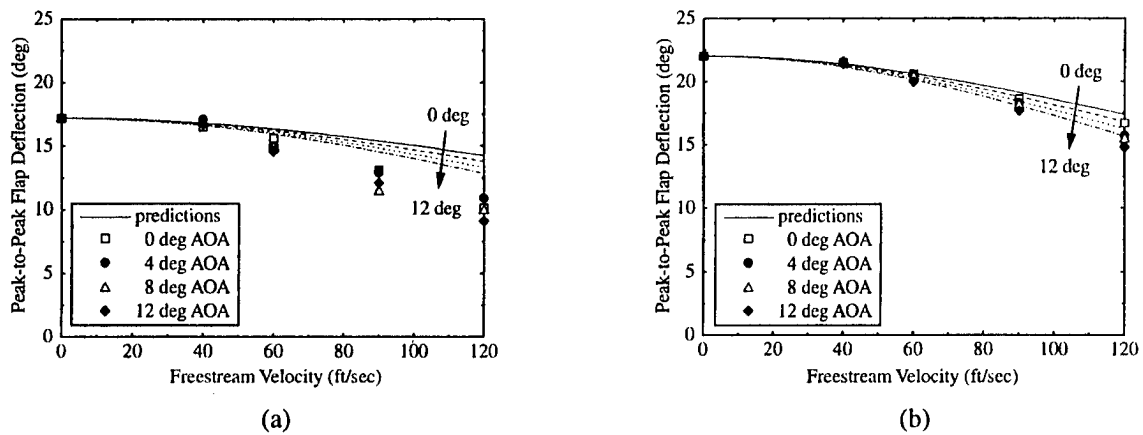 Peak-to-Peak Flap Deflection (deg)
25
20
15
10
5
0
0 deg
12 deg
predictions
0 deg AOA
4 deg AOA
8 deg AOA
12 deg AOA
0 20 40 60 80 100 120
Freestream Velocity (ft/sec)
(a)
Peak-to-Peak Flap Deflection (deg)
25
20
15
10
5
0
0 deg
12 deg
predictions
0 deg AOA
4 deg AOA
8 deg AOA
12 deg AOA
0 20 40 60 80 100 120
Freestream Velocity (ft/sec)
(b)